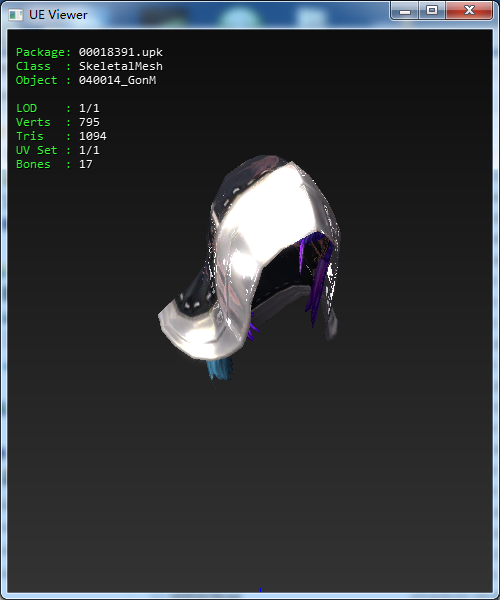 UE Viewer
Package: 00018391.upk
Class : SkeletalMesh
Object : 040014_GonM
LOD : 1/1
Verts : 795
Tris : 1094
UV Set : 1/1
Bones : 17